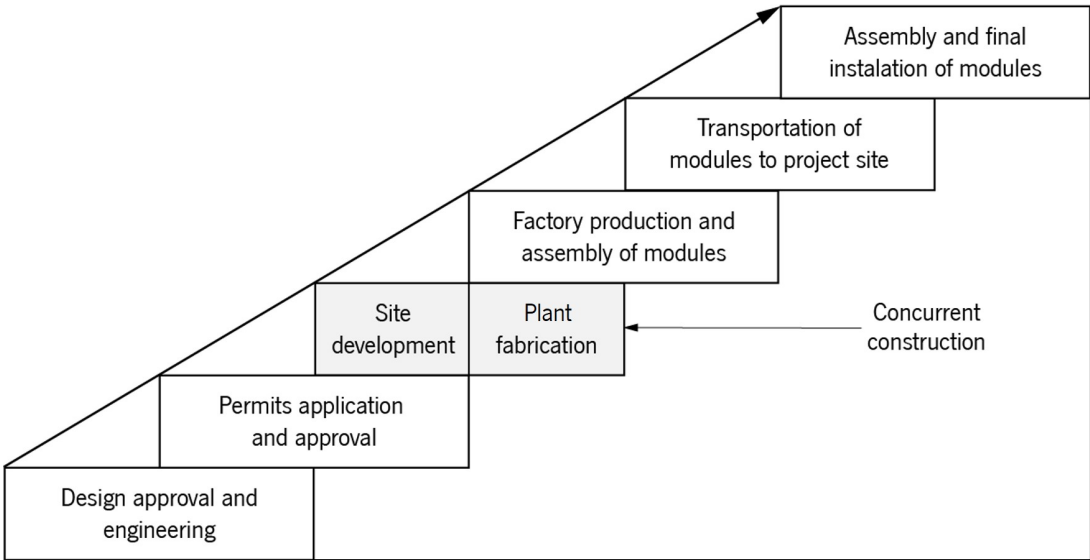 Assembly and final
instalation of modules
Transportation of
modules to project site
Factory production and
assembly of modules
Site
development
Plant
fabrication
Concurrent
construction
Permits application
and approval
Design approval and
engineering